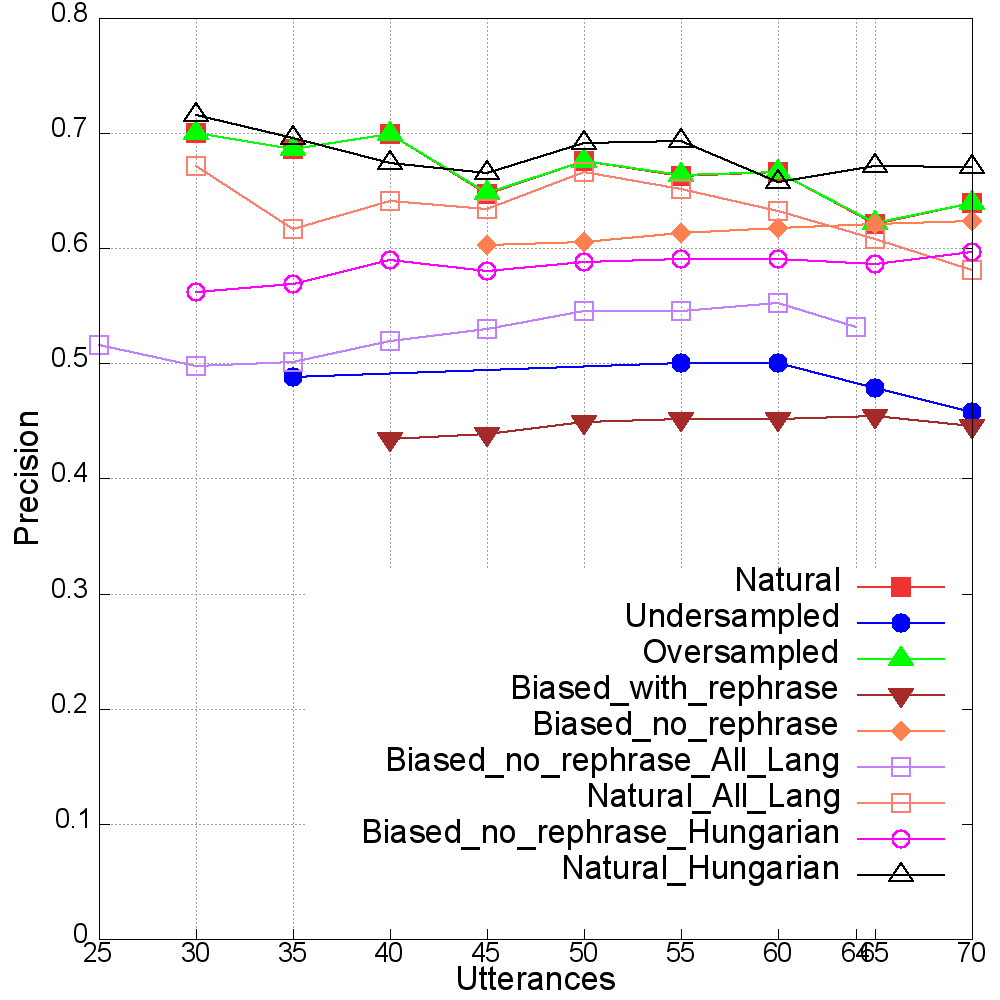 0.8
0.7
0.6
0.5
0.4
0.3
0.2
0.1
0
Precision
Natural
Undersampled
Oversampled
Biased_with_rephrase
Biased_no_rephrase
Biased_no_rephrase_All_Lang
Natural_All_Lang
Biased_no_rephrase_Hungarian
Natural_Hungarian
25 30 35 40 45 50 55 60 64 65 70
Utterances